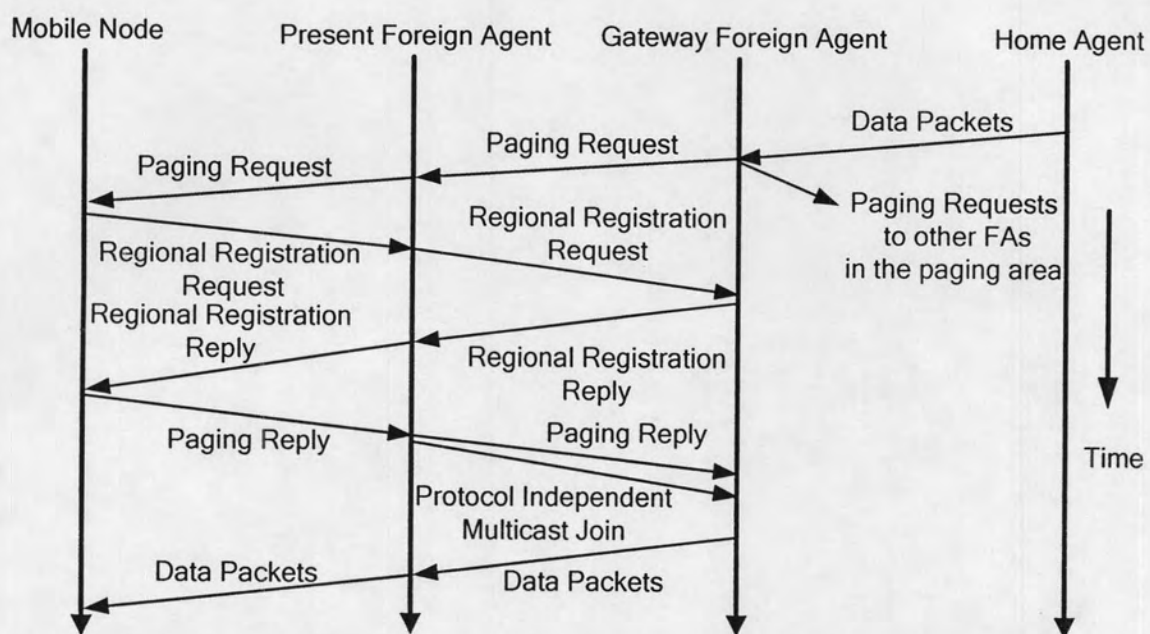 Mobile Node
Present Foreign Agent
Gateway Foreign Agent
Home Agent
Data Packets
Paging Request
Paging Request
Paging Requests
to other FAs
in the paging area
Regional Registration
Request
Regional Registration
Request
Regional Registration
Reply
Regional Registration
Reply
Paging Reply
Paging Reply
Time
Protocol Independent
Multicast Join
Data Packets
Data Packets